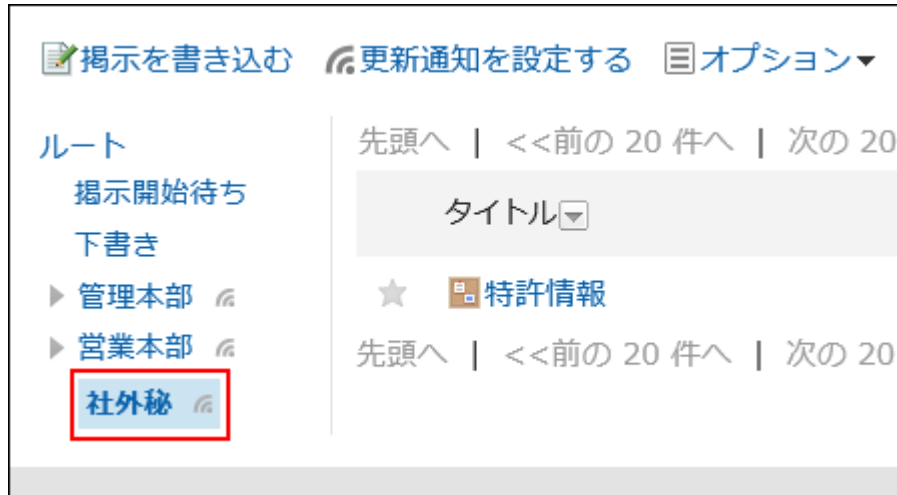 掲示を書き込む 更新通知を設定する オプション▼
ルート
掲示開始待ち
下書き
管理本部
営業本部
社外秘
先頭へ | <<前の 20 件へ | 次の 20
タイトル
特許情報
先頭へ | <<前の 20 件へ | 次の 20